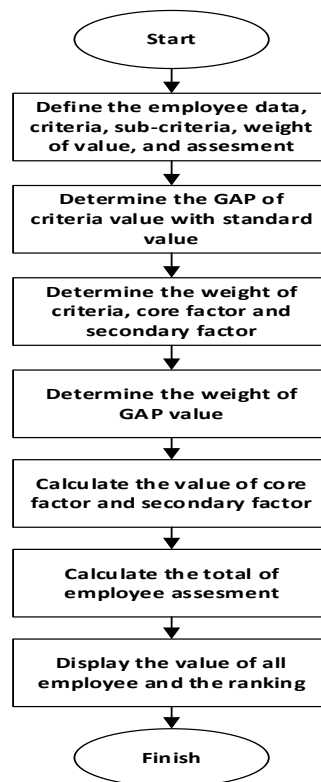 Start
Define the employee data,
criteria, sub-criteria, weight
of value, and assesment
Determine the GAP of
criteria value with standard
value
Determine the weight of
criteria, core factor and
secondary factor
Determine the weight of
GAP value
Calculate the value of core
factor and secondary factor
Calculate the total of
employee assesment
Display the value of all
employee and the ranking
Finish